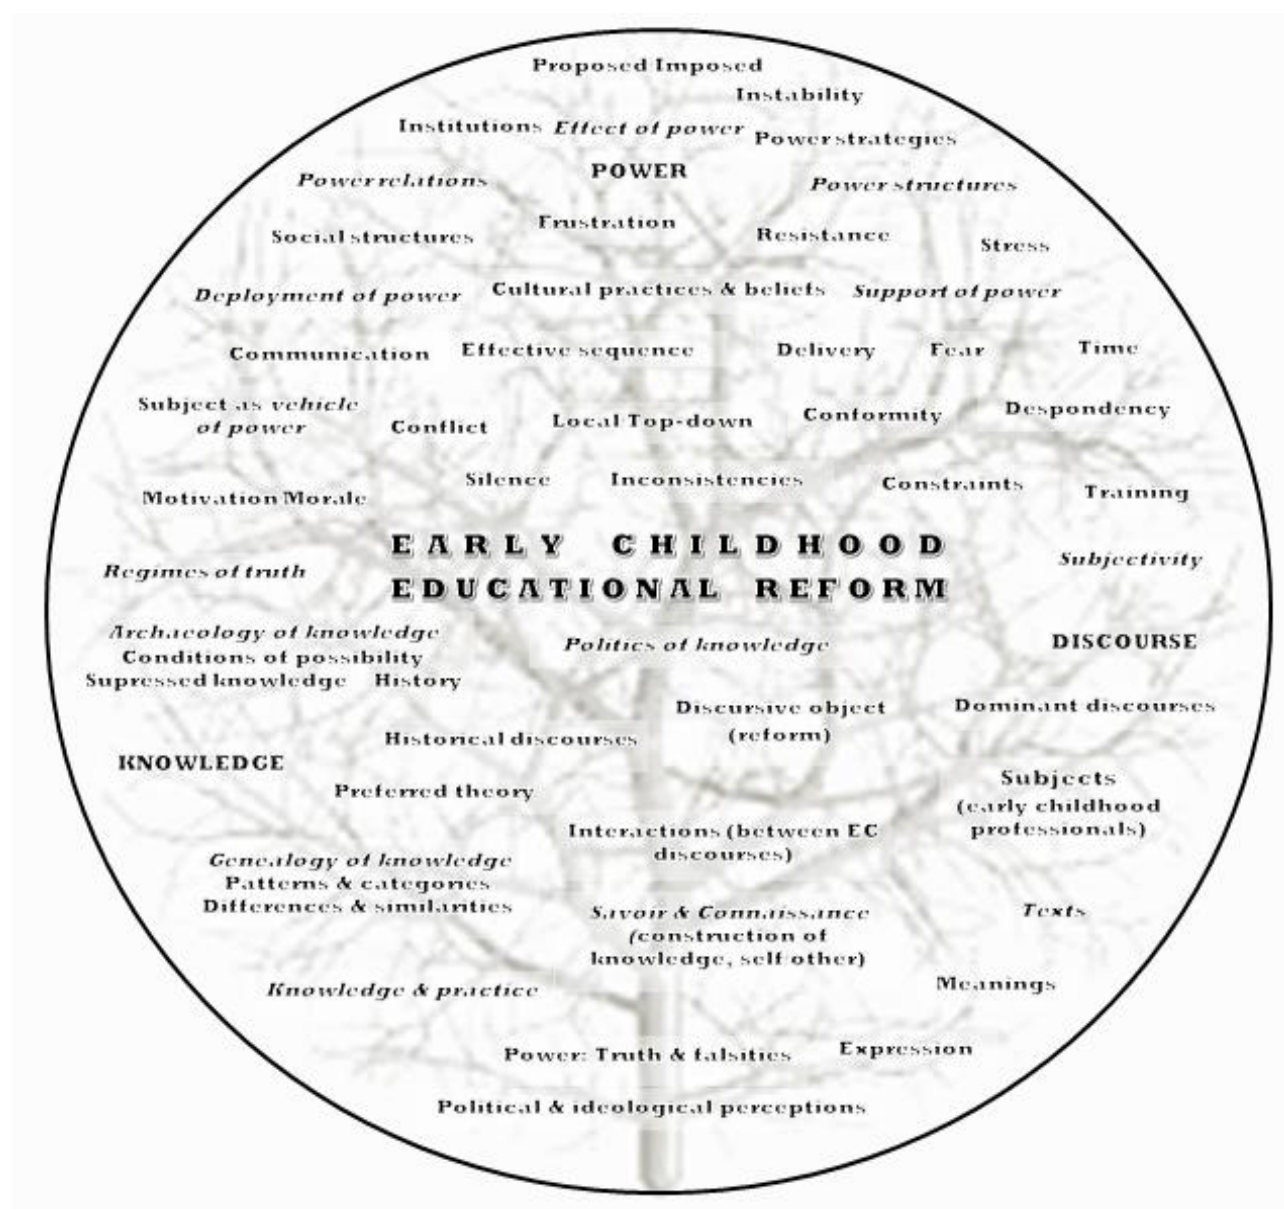 Proposed Imposed
Instability
Institutions Effect of power Power strategies
POWER
Power relations Power structures
Frustration
Social structures Resistance Stress
Deployment of power Cultural practices & beliefs Support of power
Communication Effective sequence Delivery Fear Time
Subject as vehicle
of power
Conflict Local Top-down Conformity Despondency
Silence Inconsistencies Constraints Training
Motivation Morale
EARLY CHILDHOOD
EDUCATIONAL REFORM
Regimes of truth Subjectivity
Archaeology of knowledge
Conditions of possibility
Supressed knowledge History
Politics of knowledge
DISCOURSE
Discursive object
(reform)
Dominant discourses
Historical discourses
KNOWLEDGE
Preferred theory
Subjects
(early childhood
professionals)
Interactions (between EC
discourses)
Genealogy of knowledge
Patterns & categories
Differences & similarities
Savoir & Connaissance
(construction of
knowledge, self other)
Texts
Knowledge & practice
Meanings
Power: Truth & falsities Expression
Political & ideological perceptions